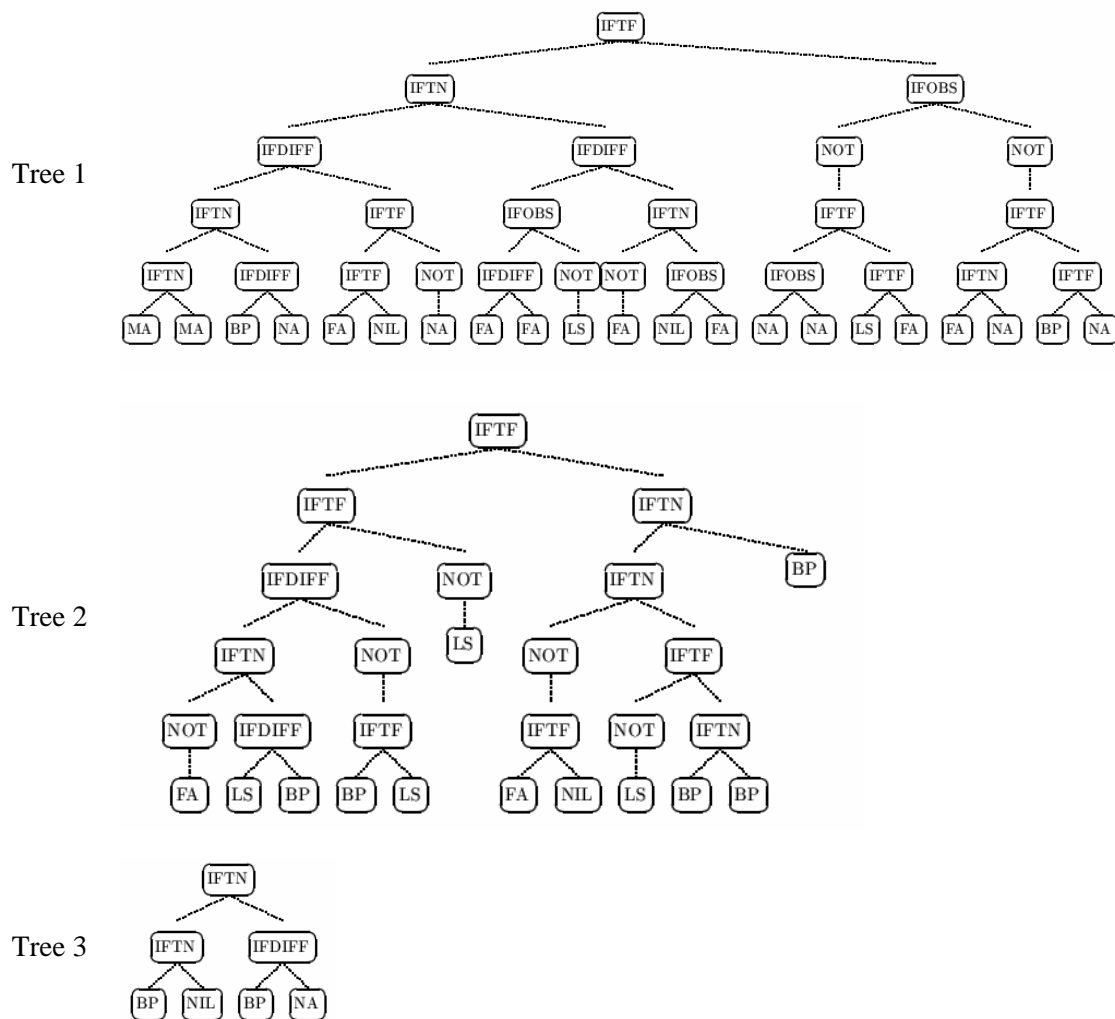 IFTF
IFTN IFOBS
Tree 1 IFDIFF IFDIFF NOT NOT
IFTN IFTF IFOBS IFTN IFTF IFTF
IFTN IFDIFF IFTF NOT IFDIFF NOT NOT IFOBS IFOBS IFTF IFTN IFTF
MA MA BP NA FA NIL NA FA FA LS FA NIL FA NA NA LS FA FA NA BP NA
IFTF
IFTF IFTN
IFDIFF NOT IFTN BP
Tree 2
IFTN NOT LS NOT IFTF
NOT IFDIFF IFTF IFTF NOT IFTN
FA LS BP BP LS FA NIL LS BP BP
IFTN
Tree 3 IFTN IFDIFF
BP NIL BP NA